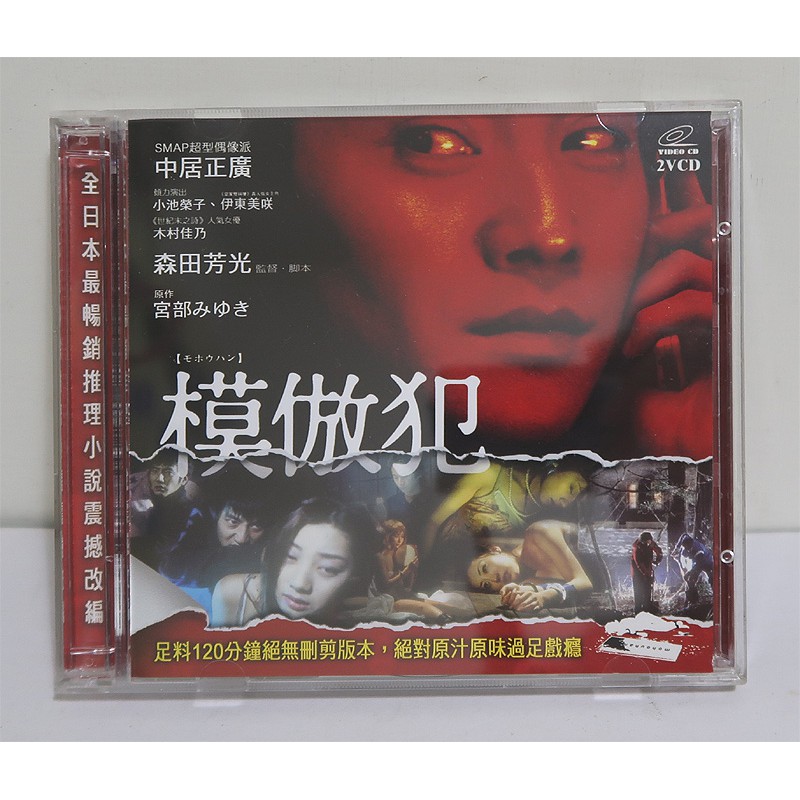 全日本最暢銷推理小說震撼改編
SMAP超型偶像派
中居正廣
傾力演出
小池榮子、伊東美咲
《世紀末之詩》人氣女優
木村佳乃
森田芳光 監督・脚本
原作
宮部みゆき
【モホウハン】
模倣犯
足料120分鐘絕無刪剪版本，絕對原汁原味過足戲癮
VIDEO CD
2VCD